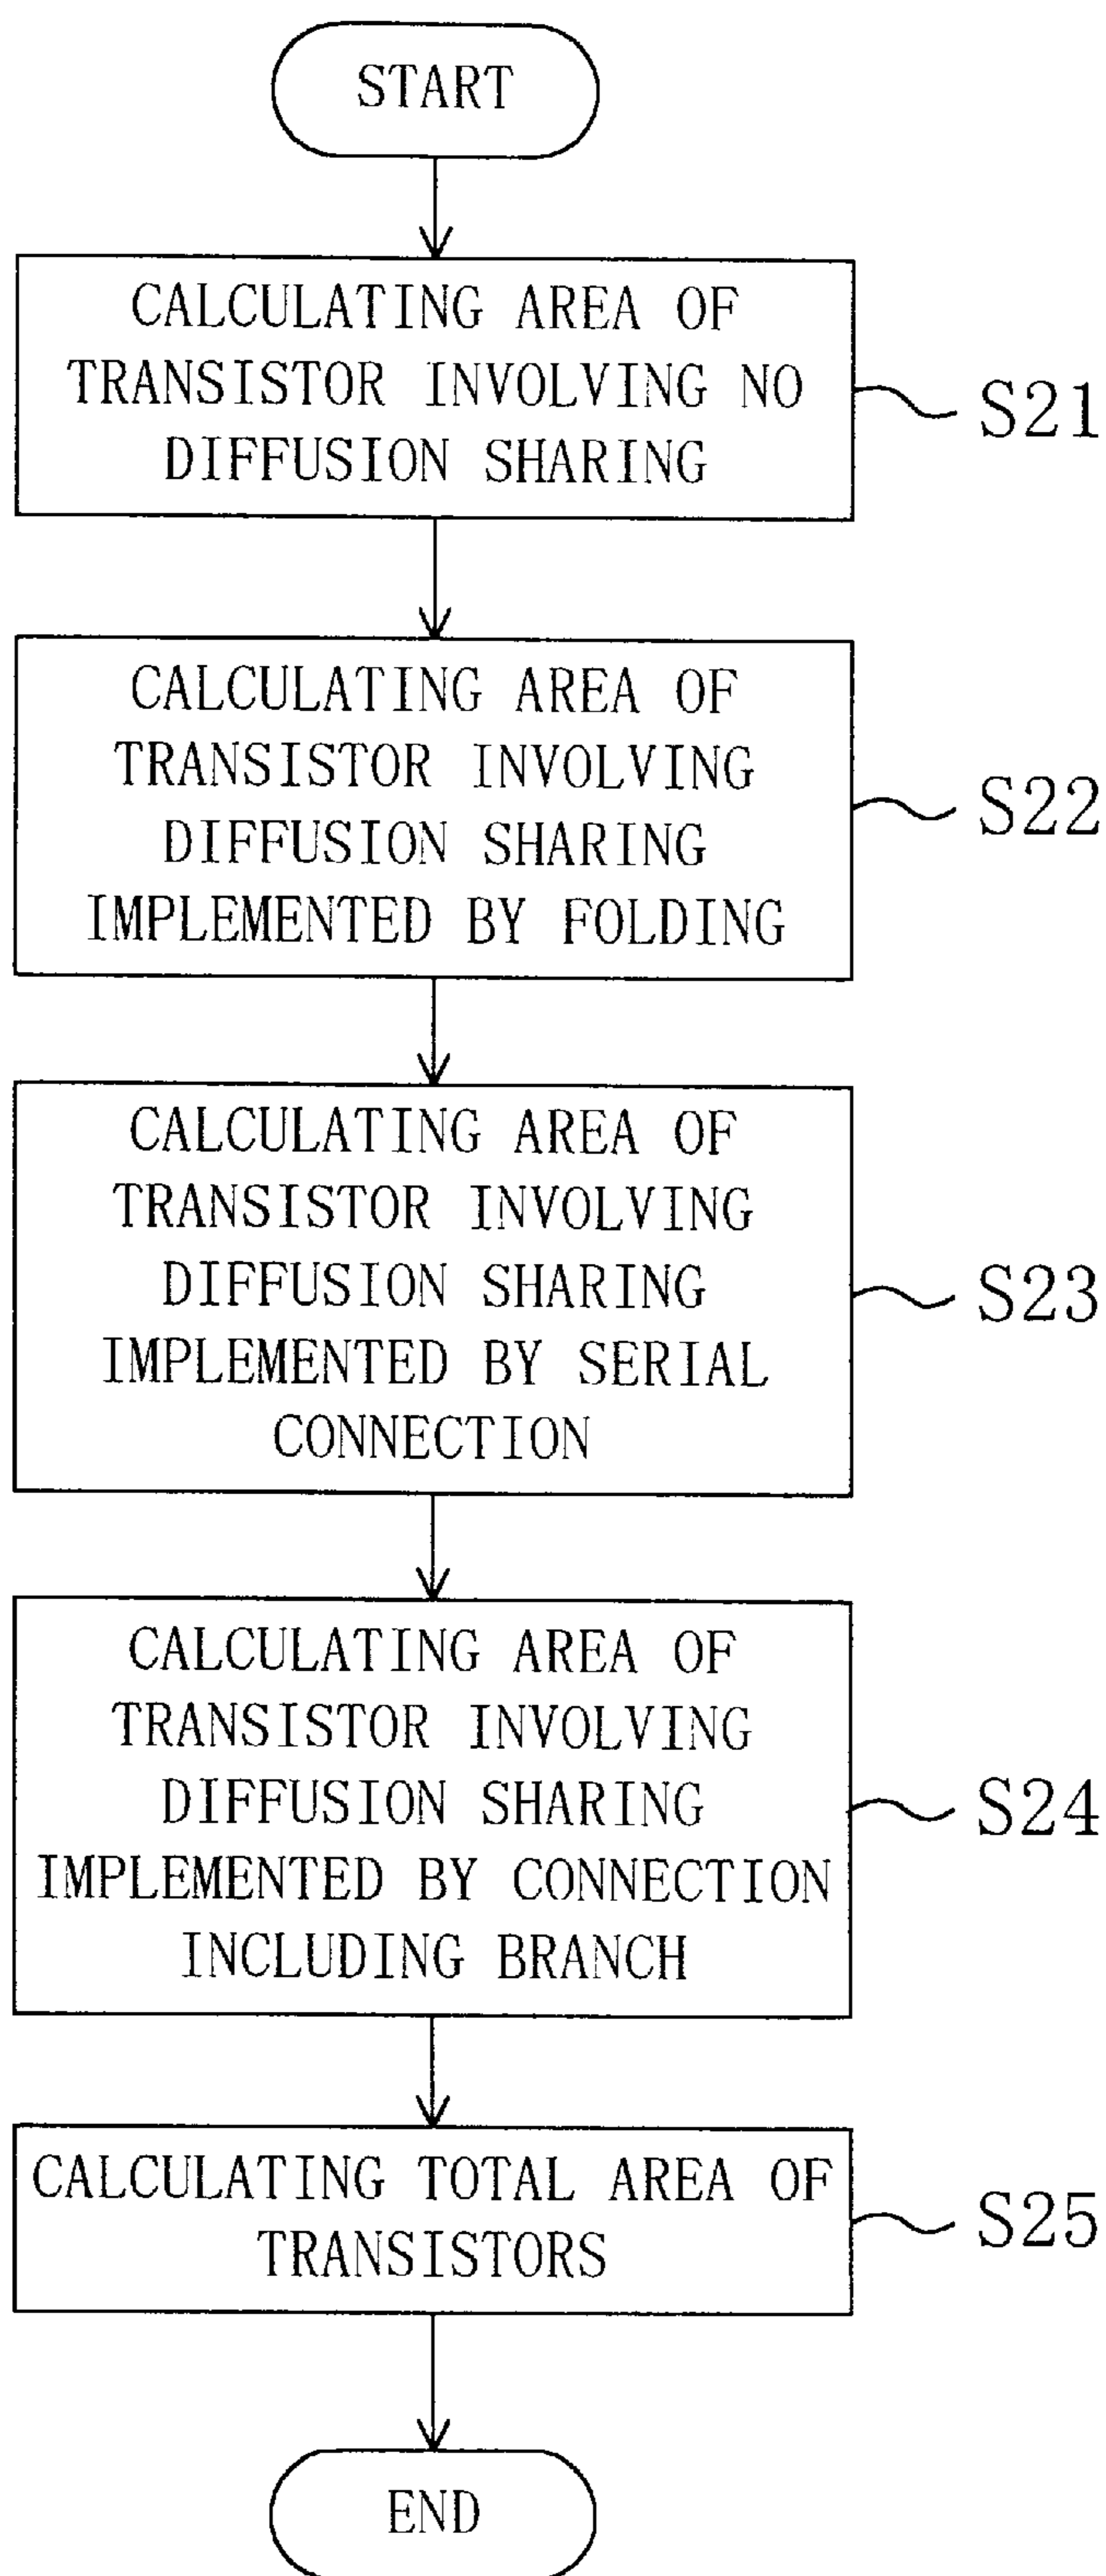 START
CALCULATING AREA OF
TRANSISTOR INVOLVING NO
DIFFUSION SHARING
S21
CALCULATING AREA OF
TRANSISTOR INVOLVING
DIFFUSION SHARING
IMPLEMENTED BY FOLDING
S22
CALCULATING AREA OF
TRANSISTOR INVOLVING
DIFFUSION SHARING
IMPLEMENTED BY SERIAL
CONNECTION
S23
CALCULATING AREA OF
TRANSISTOR INVOLVING
DIFFUSION SHARING
IMPLEMENTED BY CONNECTION
INCLUDING BRANCH
S24
CALCULATING TOTAL AREA OF
TRANSISTORS
S25
END